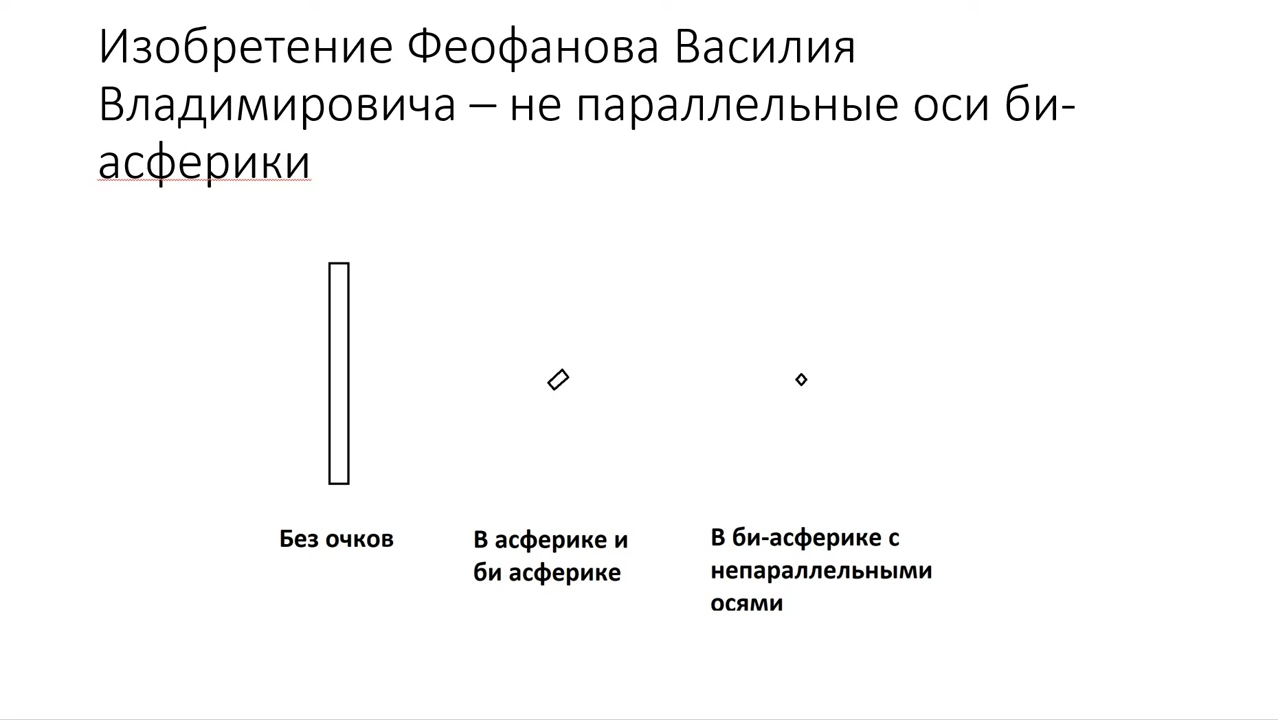 Изобретение Феофанова Василия
Владимировича – не параллельные оси би-
асферики
Без очков
В асферике и
би асферике
В би-асферике с
непараллельными
осями